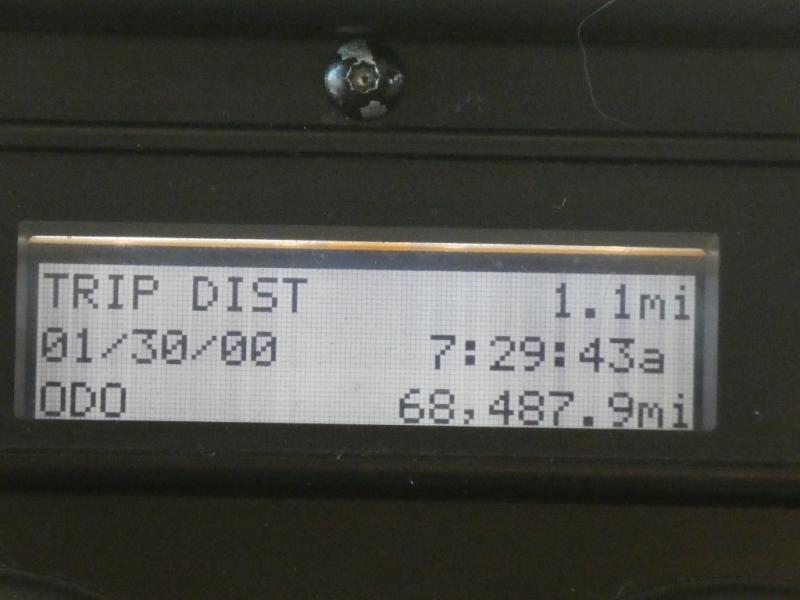 TRIP DIST 1.1mi
01/30/00 7:29:43a
ODO 68,487.9mi